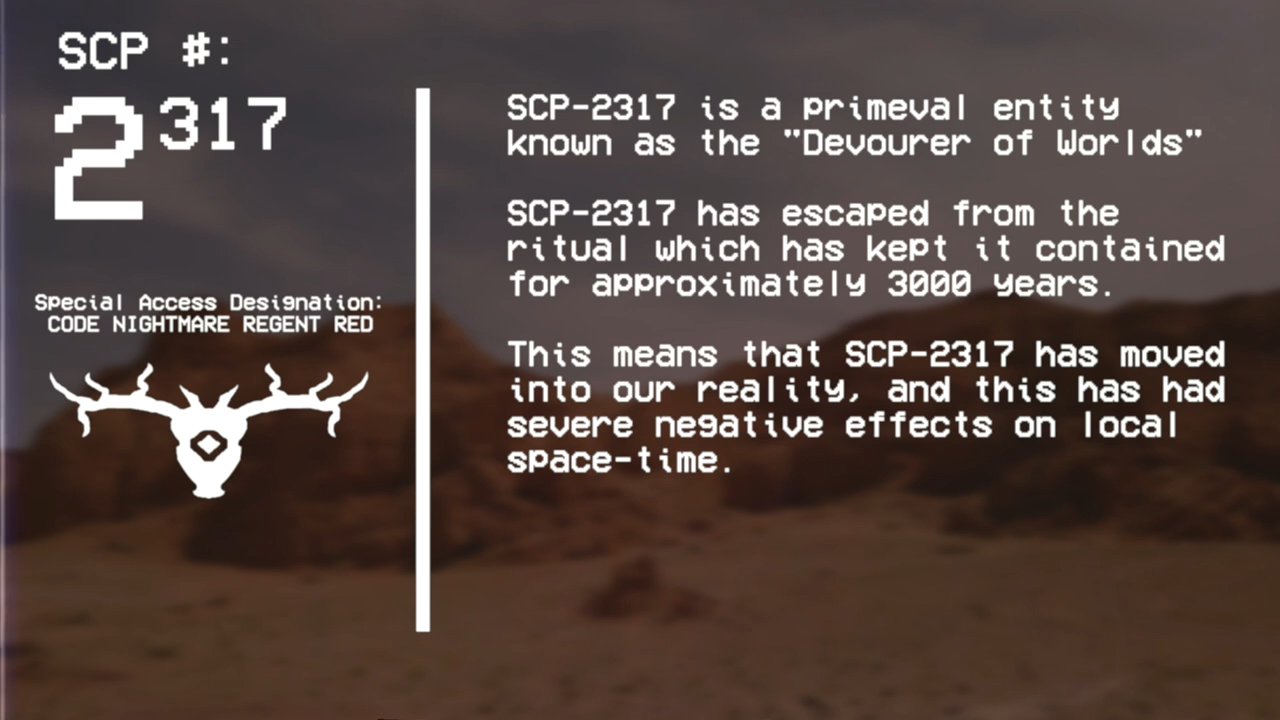 SCP #:
2317
Special Access Designation:
CODE NIGHTMARE REGENT RED
SCP-2317 is a primeval entity
known as the "Devourer of Worlds"
SCP-2317 has escaped from the
ritual which has kept it contained
for approximately 3000 years.
This means that SCP-2317 has moved
into our reality, and this has had
severe negative effects on local
space-time.